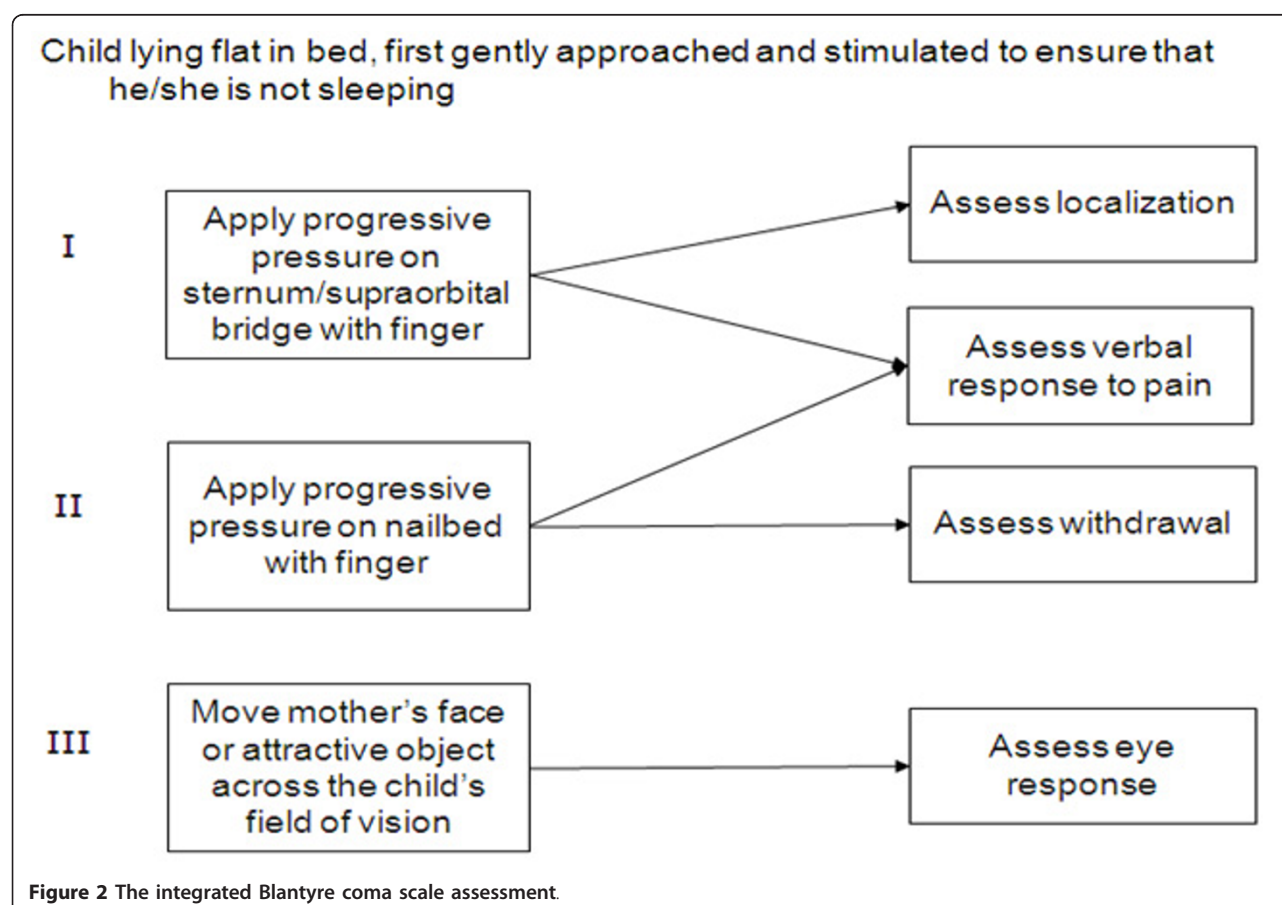 Child lying flat in bed, first gently approached and stimulated to ensure that
he/she is not sleeping
I
Apply progressive
pressure on
sternum/supraorbital
bridge with finger
Assess localization
Assess verbal
response to pain
II
Apply progressive
pressure on nailbed
with finger
Assess withdrawal
III
Move mother's face
or attractive object
across the child's
field of vision
Assess eye
response
Figure 2 The integrated Blantyre coma scale assessment.